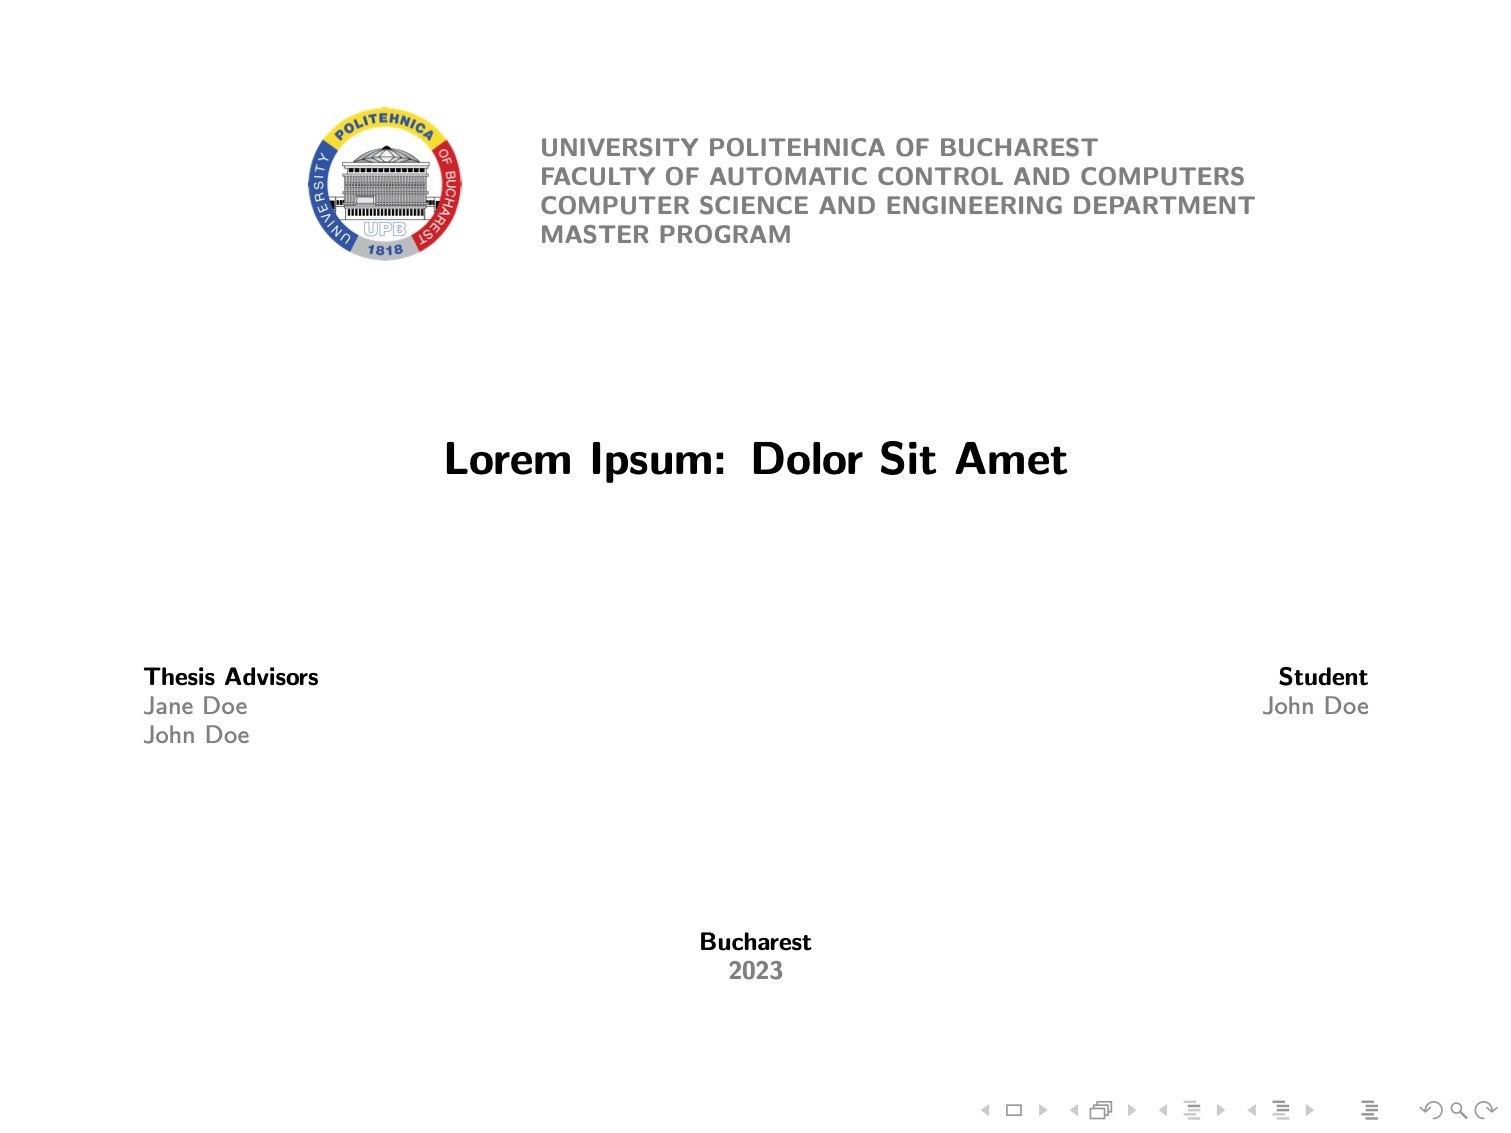 UNIVERSITY POLITEHNICA OF BUCHAREST
UPB
1818
UNIVERSITY POLITEHNICA OF BUCHAREST
FACULTY OF AUTOMATIC CONTROL AND COMPUTERS
COMPUTER SCIENCE AND ENGINEERING DEPARTMENT
MASTER PROGRAM
Lorem Ipsum: Dolor Sit Amet
Thesis Advisors
Jane Doe
John Doe
Student
John Doe
Bucharest
2023